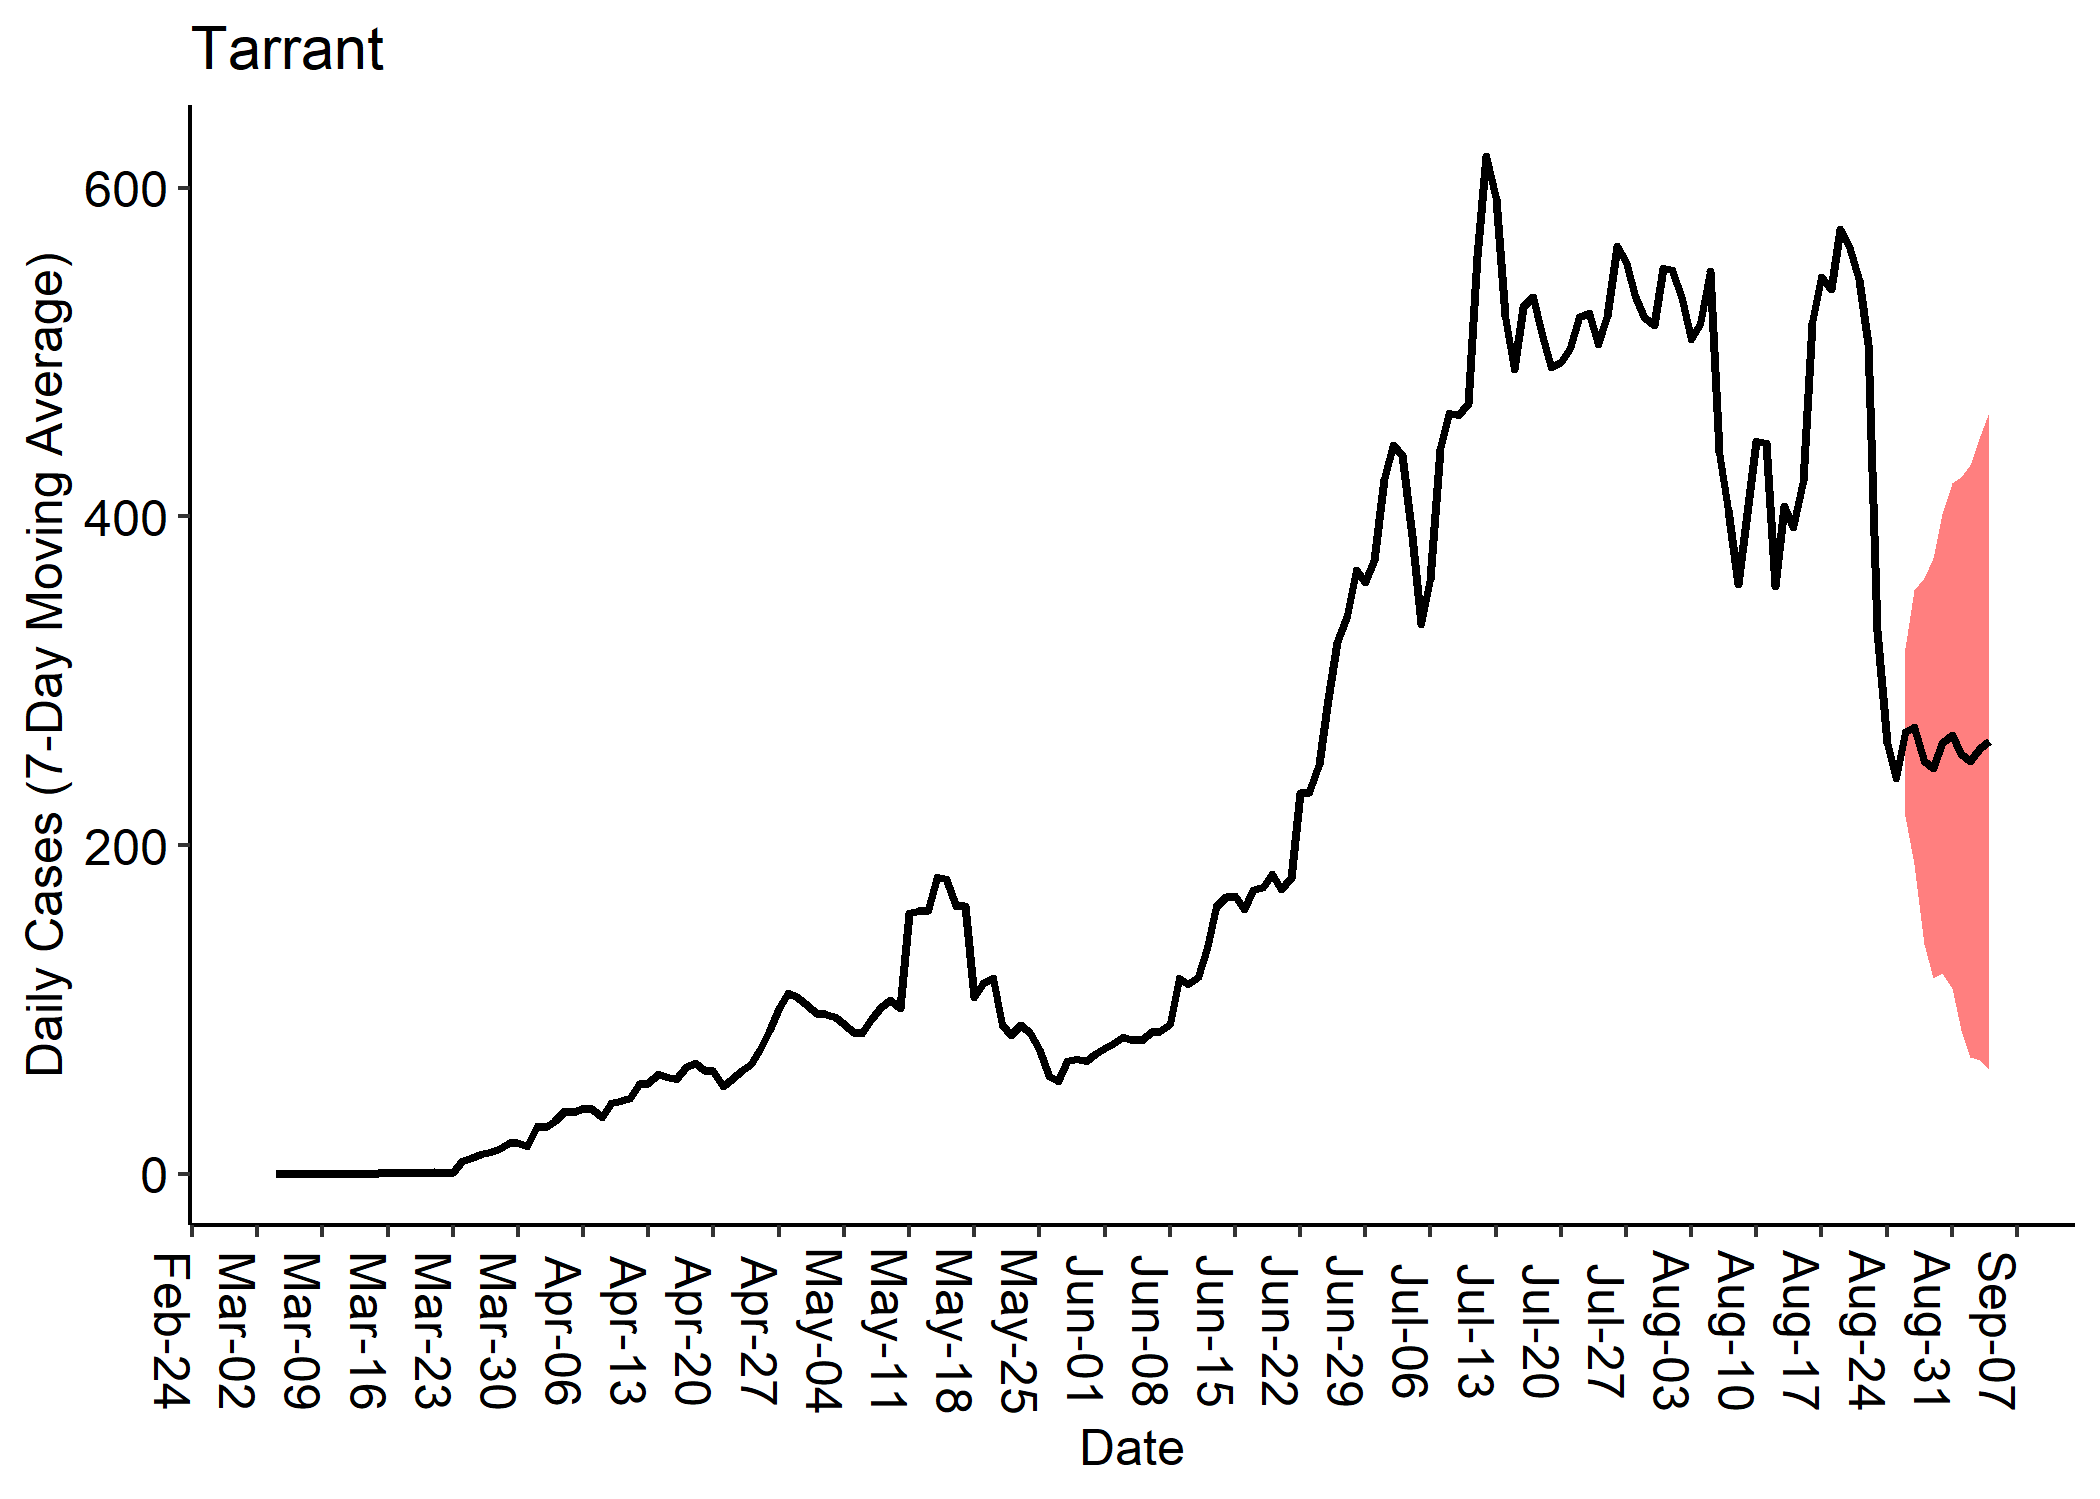 Tarrant
Daily Cases (7-Day Moving Average)
600
400
200
0
Feb-24
Mar-02
Mar-09
Mar-16
Mar-23
Mar-30
Apr-06
Apr-13
Apr-20
Apr-27
May-04
May-11
May-18
May-25
Jun-01
Jun-08
Jun-15
Jun-22
Jun-29
Jul-06
Jul-13
Jul-20
Jul-27
Aug-03
Aug-10
Aug-17
Aug-24
Aug-31
Sep-07
Date